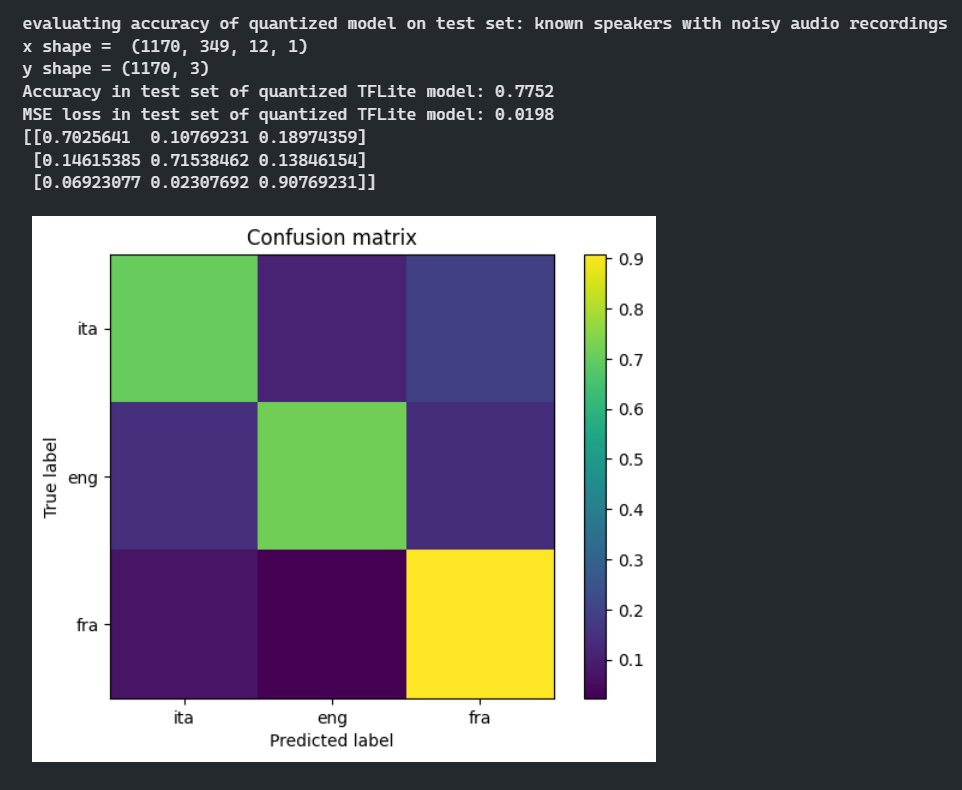 evaluating accuracy of quantized model on test set: known speakers with noisy audio recordings
x shape =  (1170, 349, 12, 1)
y shape = (1170, 3)
Accuracy in test set of quantized TFLite model: 0.7752
MSE loss in test set of quantized TFLite model: 0.0198
[[0.7025641  0.10769231 0.18974359]
 [0.14615385 0.71538462 0.13846154]
 [0.06923077 0.02307692 0.90769231]]
Confusion matrix
True label
ita
eng
fra
ita eng fra
Predicted label
0.9
0.8
0.7
0.6
0.5
0.4
0.3
0.2
0.1